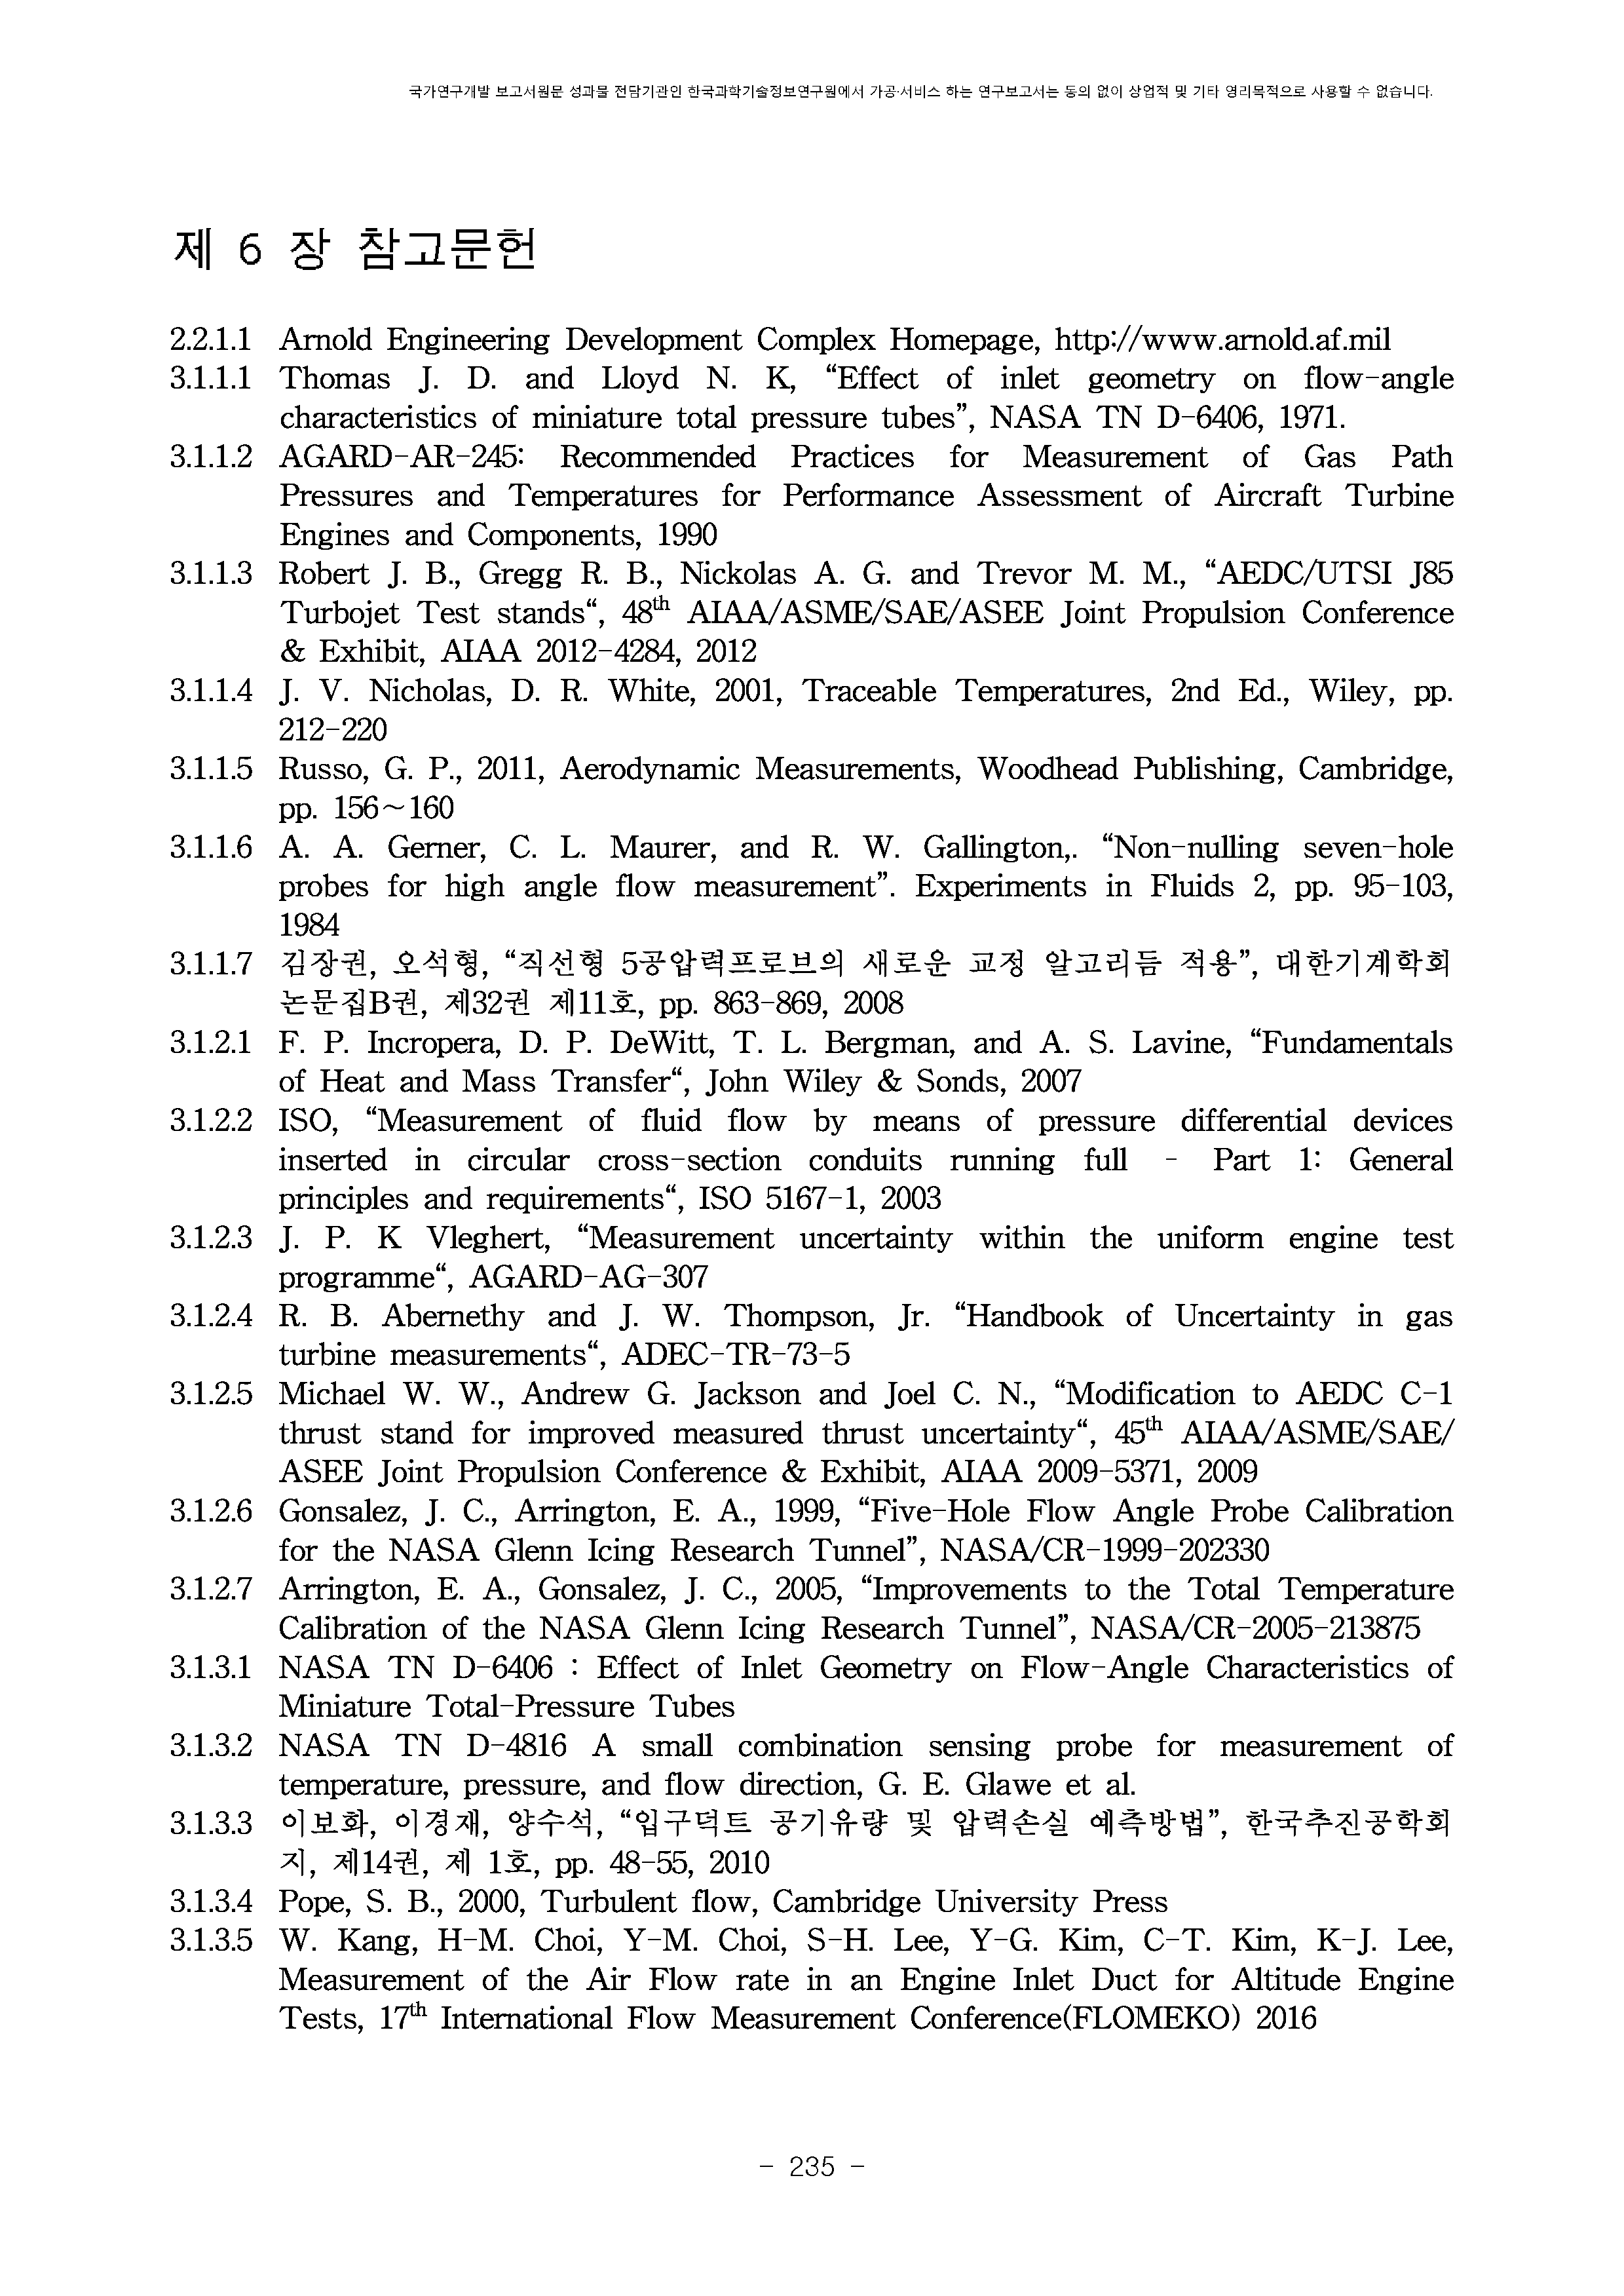 국가연구개발 보고서원문 성과물 전담기관인 한국과학기술정보연구원에서 가공·서비스 하는 연구보고서는 동의 없이 상업적 및 기타 영리목적으로 사용할 수 없습니다.
제 6 장 참고문헌
2.2.1.1 Arnold Engineering Development Complex Homepage, http://www.arnold.af.mil
3.1.1.1 Thomas J. D. and Lloyd N. K, “Effect of inlet geometry on flow-angle
characteristics of miniature total pressure tubes”, NASA TN D-6406, 1971.
3.1.1.2 AGARD-AR-245: Recommended Practices for Measurement of Gas Path
Pressures and Temperatures for Performance Assessment of Aircraft Turbine
Engines and Components, 1990
3.1.1.3 Robert J. B., Gregg R. B., Nickolas A. G. and Trevor M. M., “AEDC/UTSI J85
Turbojet Test stands“, 48th AIAA/ASME/SAE/ASEE Joint Propulsion Conference
& Exhibit, AIAA 2012-4284, 2012
3.1.1.4 J. V. Nicholas, D. R. White, 2001, Traceable Temperatures, 2nd Ed., Wiley, pp.
212-220
3.1.1.5 Russo, G. P., 2011, Aerodynamic Measurements, Woodhead Publishing, Cambridge,
pp. 156～160
3.1.1.6 A. A. Gerner, C. L. Maurer, and R. W. Gallington,. “Non-nulling seven-hole
probes for high angle flow measurement”. Experiments in Fluids 2, pp. 95-103,
1984
3.1.1.7 김장권, 오석형, “직선형 5공압력프로브의 새로운 교정 알고리듬 적용”, 대한기계학회
논문집B권, 제32권 제11호, pp. 863-869, 2008
3.1.2.1 F. P. Incropera, D. P. DeWitt, T. L. Bergman, and A. S. Lavine, “Fundamentals
of Heat and Mass Transfer“, John Wiley & Sonds, 2007
3.1.2.2 ISO, “Measurement of fluid flow by means of pressure differential devices
inserted in circular cross-section conduits running full - Part 1: General
principles and requirements“, ISO 5167-1, 2003
3.1.2.3 J. P. K Vleghert, “Measurement uncertainty within the uniform engine test
programme“, AGARD-AG-307
3.1.2.4 R. B. Abernethy and J. W. Thompson, Jr. “Handbook of Uncertainty in gas
turbine measurements“, ADEC-TR-73-5
3.1.2.5 Michael W. W., Andrew G. Jackson and Joel C. N., “Modification to AEDC C-1
thrust stand for improved measured thrust uncertainty“, 45th AIAA/ASME/SAE/
ASEE Joint Propulsion Conference & Exhibit, AIAA 2009-5371, 2009
3.1.2.6 Gonsalez, J. C., Arrington, E. A., 1999, “Five-Hole Flow Angle Probe Calibration
for the NASA Glenn Icing Research Tunnel”, NASA/CR-1999-202330
3.1.2.7 Arrington, E. A., Gonsalez, J. C., 2005, “Improvements to the Total Temperature
Calibration of the NASA Glenn Icing Research Tunnel”, NASA/CR-2005-213875
3.1.3.1 NASA TN D-6406 : Effect of Inlet Geometry on Flow-Angle Characteristics of
Miniature Total-Pressure Tubes
3.1.3.2 NASA TN D-4816 A small combination sensing probe for measurement of
temperature, pressure, and flow direction, G. E. Glawe et al.
3.1.3.3 이보화, 이경재, 양수석, “입구덕트 공기유량 및 압력손실 예측방법”, 한국추진공학회
지, 제14권, 제 1호, pp. 48-55, 2010
3.1.3.4 Pope, S. B., 2000, Turbulent flow, Cambridge University Press
3.1.3.5 W. Kang, H-M. Choi, Y-M. Choi, S-H. Lee, Y-G. Kim, C-T. Kim, K-J. Lee,
Measurement of the Air Flow rate in an Engine Inlet Duct for Altitude Engine
Tests, 17th International Flow Measurement Conference(FLOMEKO) 2016
- 235 -